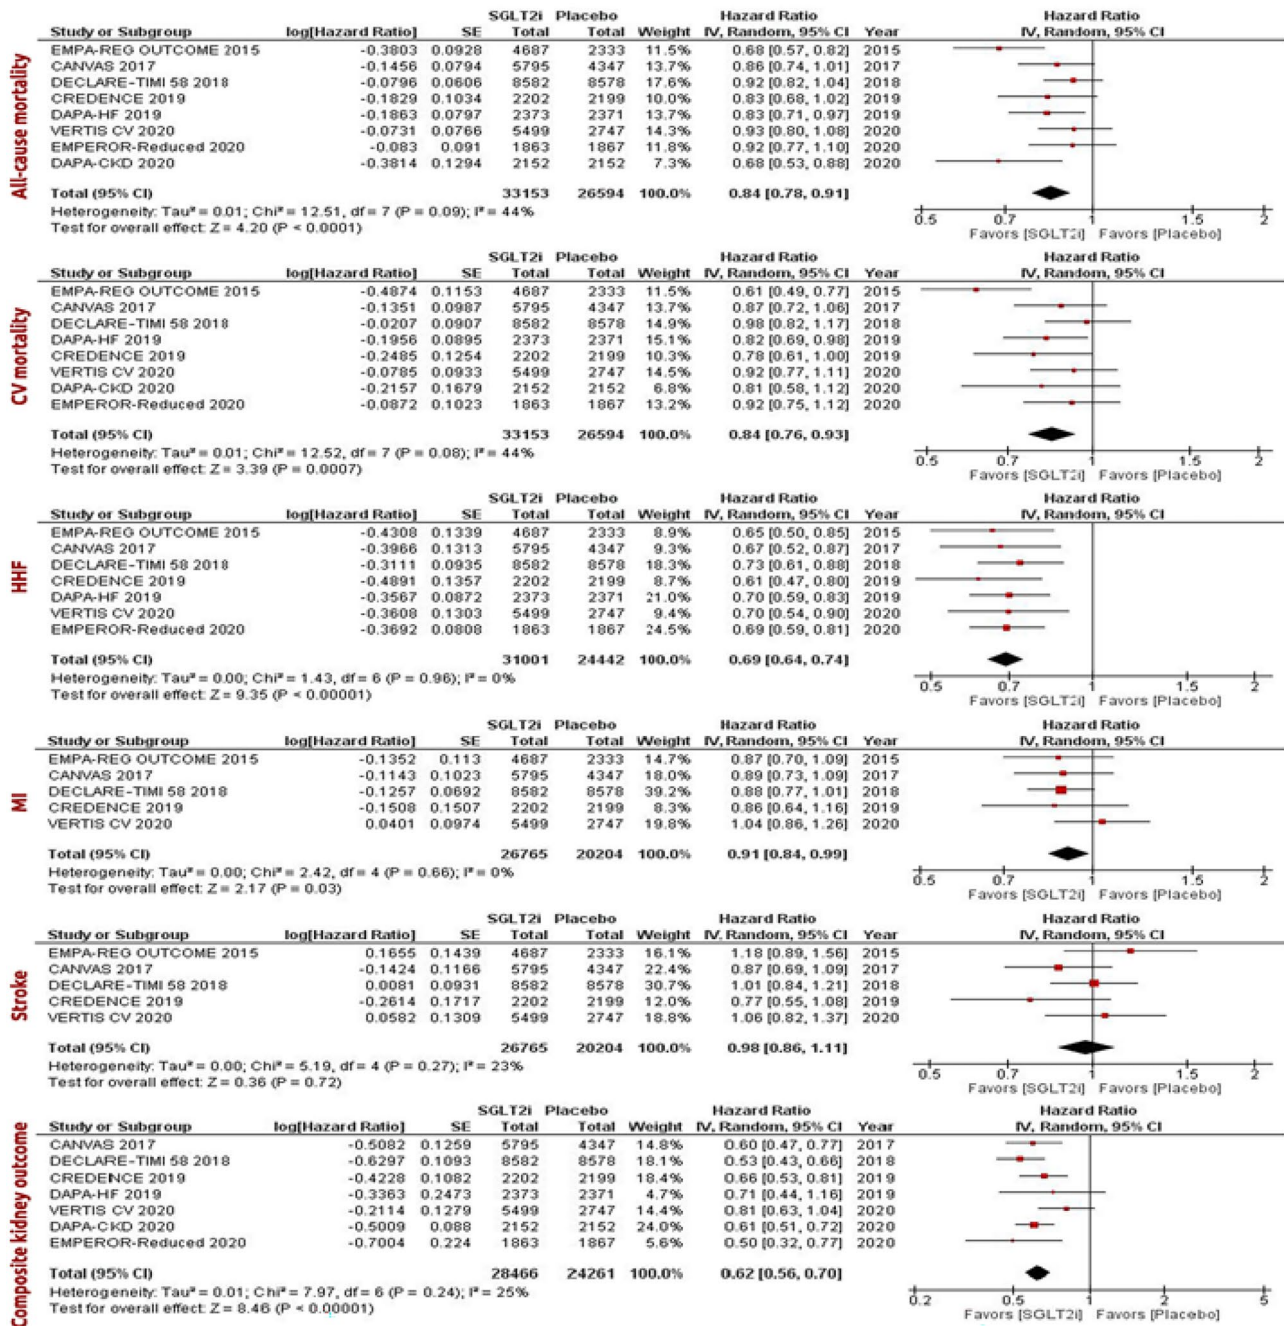 All-cause mortality
SGLT2i Placebo Hazard Ratio Hazard Ratio
Study or Subgroup log[Hazard Ratio] SE Total Total Weight IV, Random, 95% CI Year IV, Random, 95% CI
EMPA-REG OUTCOME 2015 -0.3803 0.0928 4687 2333 11.5% 0.68 [0.57, 0.82] 2015
CANVAS 2017 -0.1456 0.0794 5795 4347 13.7% 0.86 [0.74, 1.01] 2017
DECLARE-TIMI 58 2018 -0.0796 0.0606 8582 8578 17.6% 0.92 [0.82, 1.04] 2018
CREDENCE 2019 -0.1829 0.1034 2202 2199 10.0% 0.83 [0.68, 1.02] 2019
DAPA-HF 2019 -0.1863 0.0797 2373 2371 13.7% 0.83 [0.71, 0.97] 2019
VERTIS CV 2020 -0.0731 0.0766 5499 2747 14.3% 0.93 [0.80, 1.08] 2020
EMPEROR-Reduced 2020 -0.083 0.091 1863 1867 11.8% 0.92 [0.77, 1.10] 2020
DAPA-CKD 2020 -0.3814 0.1294 2152 2152 7.3% 0.68 [0.53, 0.88] 2020
Total (95% CI) 33153 26594 100.0% 0.84 [0.78, 0.91]
Heterogeneity: Tau² = 0.01; Chi² = 12.51, df = 7 (P = 0.09); I² = 44%
Test for overall effect: Z = 4.20 (P < 0.0001)
0.5 0.7 1 1.5 2
Favors [SGLT2i] Favors [Placebo]
CV mortality
SGLT2i Placebo Hazard Ratio Hazard Ratio
Study or Subgroup log[Hazard Ratio] SE Total Total Weight IV, Random, 95% CI Year IV, Random, 95% CI
EMPA-REG OUTCOME 2015 -0.4874 0.1153 4687 2333 11.5% 0.61 [0.49, 0.77] 2015
CANVAS 2017 -0.1351 0.0987 5795 4347 13.7% 0.87 [0.72, 1.06] 2017
DECLARE-TIMI 58 2018 -0.0207 0.0907 8582 8578 14.9% 0.98 [0.82, 1.17] 2018
DAPA-HF 2019 -0.1956 0.0895 2373 2371 15.1% 0.82 [0.69, 0.98] 2019
CREDENCE 2019 -0.2485 0.1254 2202 2199 10.3% 0.78 [0.61, 1.00] 2019
VERTIS CV 2020 -0.0785 0.0933 5499 2747 14.5% 0.92 [0.77, 1.11] 2020
DAPA-CKD 2020 -0.2157 0.1679 2152 2152 6.8% 0.81 [0.58, 1.12] 2020
EMPEROR-Reduced 2020 -0.0872 0.1023 1863 1867 13.2% 0.92 [0.75, 1.12] 2020
Total (95% CI) 33153 26594 100.0% 0.84 [0.76, 0.93]
Heterogeneity: Tau² = 0.01; Chi² = 12.52, df = 7 (P = 0.08); I² = 44%
Test for overall effect: Z = 3.39 (P = 0.0007)
0.5 0.7 1 1.5 2
Favors [SGLT2i] Favors [Placebo]
HHF
SGLT2i Placebo Hazard Ratio Hazard Ratio
Study or Subgroup log[Hazard Ratio] SE Total Total Weight IV, Random, 95% CI Year IV, Random, 95% CI
EMPA-REG OUTCOME 2015 -0.4308 0.1339 4687 2333 8.9% 0.65 [0.50, 0.85] 2015
CANVAS 2017 -0.3966 0.1313 5795 4347 9.3% 0.67 [0.52, 0.87] 2017
DECLARE-TIMI 58 2018 -0.3111 0.0935 8582 8578 18.3% 0.73 [0.61, 0.88] 2018
CREDENCE 2019 -0.4891 0.1357 2202 2199 8.7% 0.61 [0.47, 0.80] 2019
DAPA-HF 2019 -0.3567 0.0872 2373 2371 21.0% 0.70 [0.59, 0.83] 2019
VERTIS CV 2020 -0.3608 0.1303 5499 2747 9.4% 0.70 [0.54, 0.90] 2020
EMPEROR-Reduced 2020 -0.3692 0.0808 1863 1867 24.5% 0.69 [0.59, 0.81] 2020
Total (95% CI) 31001 24442 100.0% 0.69 [0.64, 0.74]
Heterogeneity: Tau² = 0.00; Chi² = 1.43, df = 6 (P = 0.96); I² = 0%
Test for overall effect: Z = 9.35 (P < 0.00001)
0.5 0.7 1 1.5 2
Favors [SGLT2i] Favors [Placebo]
MI
SGLT2i Placebo Hazard Ratio Hazard Ratio
Study or Subgroup log[Hazard Ratio] SE Total Total Weight IV, Random, 95% CI Year IV, Random, 95% CI
EMPA-REG OUTCOME 2015 -0.1352 0.113 4687 2333 14.7% 0.87 [0.70, 1.09] 2015
CANVAS 2017 -0.1143 0.1023 5795 4347 18.0% 0.89 [0.73, 1.09] 2017
DECLARE-TIMI 58 2018 -0.1257 0.0692 8582 8578 39.2% 0.88 [0.77, 1.01] 2018
CREDENCE 2019 -0.1508 0.1507 2202 2199 8.3% 0.86 [0.64, 1.16] 2019
VERTIS CV 2020 0.0401 0.0974 5499 2747 19.8% 1.04 [0.86, 1.26] 2020
Total (95% CI) 26765 20204 100.0% 0.91 [0.84, 0.99]
Heterogeneity: Tau² = 0.00; Chi² = 2.42, df = 4 (P = 0.66); I² = 0%
Test for overall effect: Z = 2.17 (P = 0.03)
0.5 0.7 1 1.5 2
Favors [SGLT2i] Favors [Placebo]
Stroke
SGLT2i Placebo Hazard Ratio Hazard Ratio
Study or Subgroup log[Hazard Ratio] SE Total Total Weight IV, Random, 95% CI Year IV, Random, 95% CI
EMPA-REG OUTCOME 2015 0.1655 0.1439 4687 2333 16.1% 1.18 [0.89, 1.56] 2015
CANVAS 2017 -0.1424 0.1166 5795 4347 22.4% 0.87 [0.69, 1.09] 2017
DECLARE-TIMI 58 2018 0.0081 0.0931 8582 8578 30.7% 1.01 [0.84, 1.21] 2018
CREDENCE 2019 -0.2614 0.1717 2202 2199 12.0% 0.77 [0.55, 1.08] 2019
VERTIS CV 2020 0.0582 0.1309 5499 2747 18.8% 1.06 [0.82, 1.37] 2020
Total (95% CI) 26765 20204 100.0% 0.98 [0.86, 1.11]
Heterogeneity: Tau² = 0.00; Chi² = 5.19, df = 4 (P = 0.27); I² = 23%
Test for overall effect: Z = 0.36 (P = 0.72)
0.5 0.7 1 1.5 2
Favors [SGLT2i] Favors [Placebo]
Composite kidney outcome
SGLT2i Placebo Hazard Ratio Hazard Ratio
Study or Subgroup log[Hazard Ratio] SE Total Total Weight IV, Random, 95% CI Year IV, Random, 95% CI
CANVAS 2017 -0.5082 0.1259 5795 4347 14.8% 0.60 [0.47, 0.77] 2017
DECLARE-TIMI 58 2018 -0.6297 0.1093 8582 8578 18.1% 0.53 [0.43, 0.66] 2018
CREDENCE 2019 -0.4228 0.1082 2202 2199 18.4% 0.66 [0.53, 0.81] 2019
DAPA-HF 2019 -0.3363 0.2473 2373 2371 4.7% 0.71 [0.44, 1.16] 2019
VERTIS CV 2020 -0.2114 0.1279 5499 2747 14.4% 0.81 [0.63, 1.04] 2020
DAPA-CKD 2020 -0.5009 0.088 2152 2152 24.0% 0.61 [0.51, 0.72] 2020
EMPEROR-Reduced 2020 -0.7004 0.224 1863 1867 5.6% 0.50 [0.32, 0.77] 2020
Total (95% CI) 28466 24261 100.0% 0.62 [0.56, 0.70]
Heterogeneity: Tau² = 0.01; Chi² = 7.97, df = 6 (P = 0.24); I² = 25%
Test for overall effect: Z = 8.46 (P < 0.00001)
0.2 0.5 1 2 5
Favors [SGLT2i] Favors [Placebo]